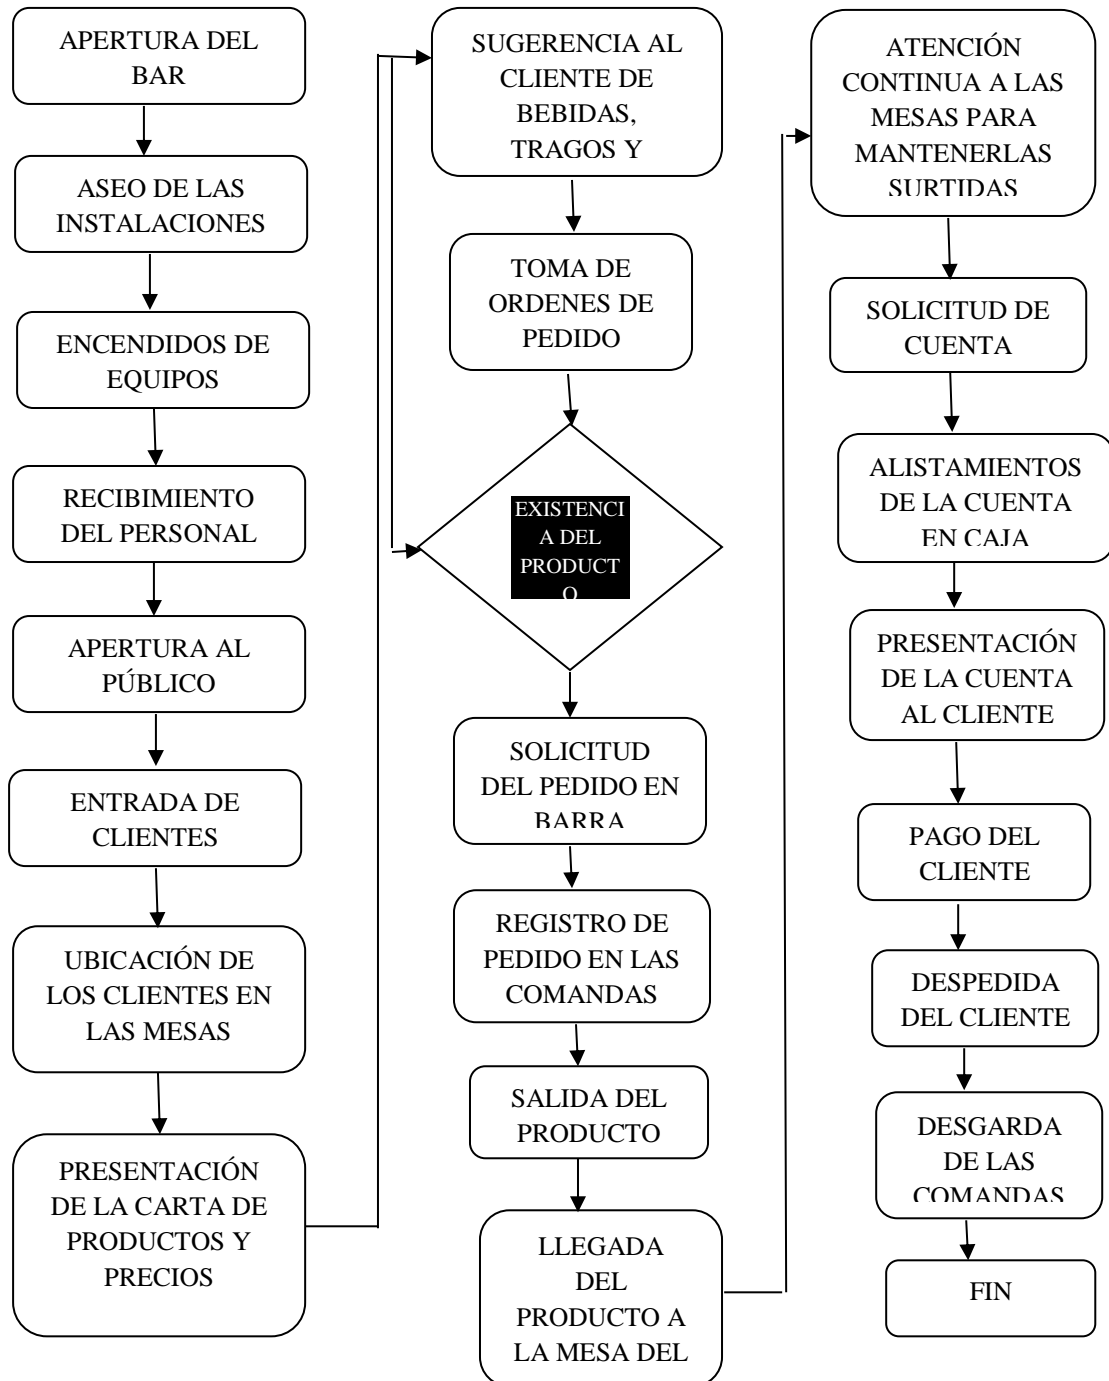 APERTURA DEL
BAR
ASEO DE LAS
INSTALACIONES
ENCENDIDOS DE
EQUIPOS
RECIBIMIENTO
DEL PERSONAL
APERTURA AL
PÚBLICO
ENTRADA DE
CLIENTES
UBICACIÓN DE
LOS CLIENTES EN
LAS MESAS
PRESENTACIÓN
DE LA CARTA DE
PRODUCTOS Y
PRECIOS
SUGERENCIA AL
CLIENTE DE
BEBIDAS,
TRAGOS Y
TOMA DE
ORDENES DE
PEDIDO
EXISTENCI
A DEL
PRODUCT
O
SOLICITUD
DEL PEDIDO EN
BARRA
REGISTRO DE
PEDIDO EN LAS
COMANDAS
SALIDA DEL
PRODUCTO
LLEGADA
DEL
PRODUCTO A
LA MESA DEL
ATENCIÓN
CONTINUA A LAS
MESAS PARA
MANTENERLAS
SURTIDAS
SOLICITUD DE
CUENTA
ALISTAMIENTOS
DE LA CUENTA
EN CAJA
PRESENTACIÓN
DE LA CUENTA
AL CLIENTE
PAGO DEL
CLIENTE
DESPEDIDA
DEL CLIENTE
DESGARDA
DE LAS
COMANDAS
FIN